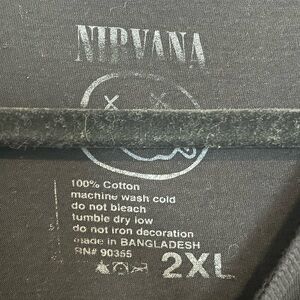 NIRVANA
100% Cotton
machine wash cold
do not bleach
tumble dry low
do not iron decoration
made in BANGLADESH
RN# 90355
2XL